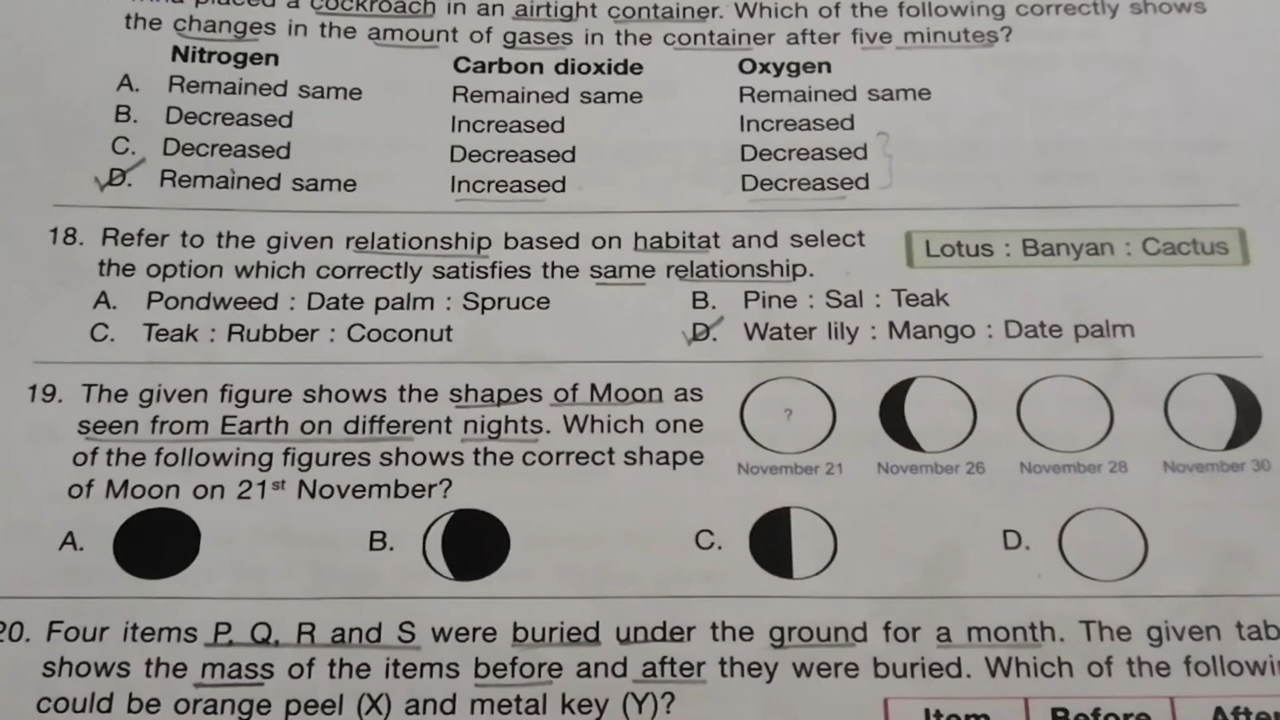 placed a cockroach in an airtight container. Which of the following correctly shows
the changes in the amount of gases in the container after five minutes?
Nitrogen Carbon dioxide Oxygen
A. Remained same Remained same Remained same
B. Decreased Increased Increased
C. Decreased Decreased Decreased
D. Remained same Increased Decreased
18. Refer to the given relationship based on habitat and select
the option which correctly satisfies the same relationship.
Lotus : Banyan : Cactus
A. Pondweed : Date palm : Spruce B. Pine : Sal : Teak
C. Teak : Rubber : Coconut D. Water lily : Mango : Date palm
19. The given figure shows the shapes of Moon as
seen from Earth on different nights. Which one
of the following figures shows the correct shape
of Moon on 21st November?
?
November 21 November 26 November 28 November 30
A. B. C. D.
20. Four items P, Q, R and S were buried under the ground for a month. The given tab
shows the mass of the items before and after they were buried. Which of the followi
could be orange peel (X) and metal key (Y)?
Item Before After